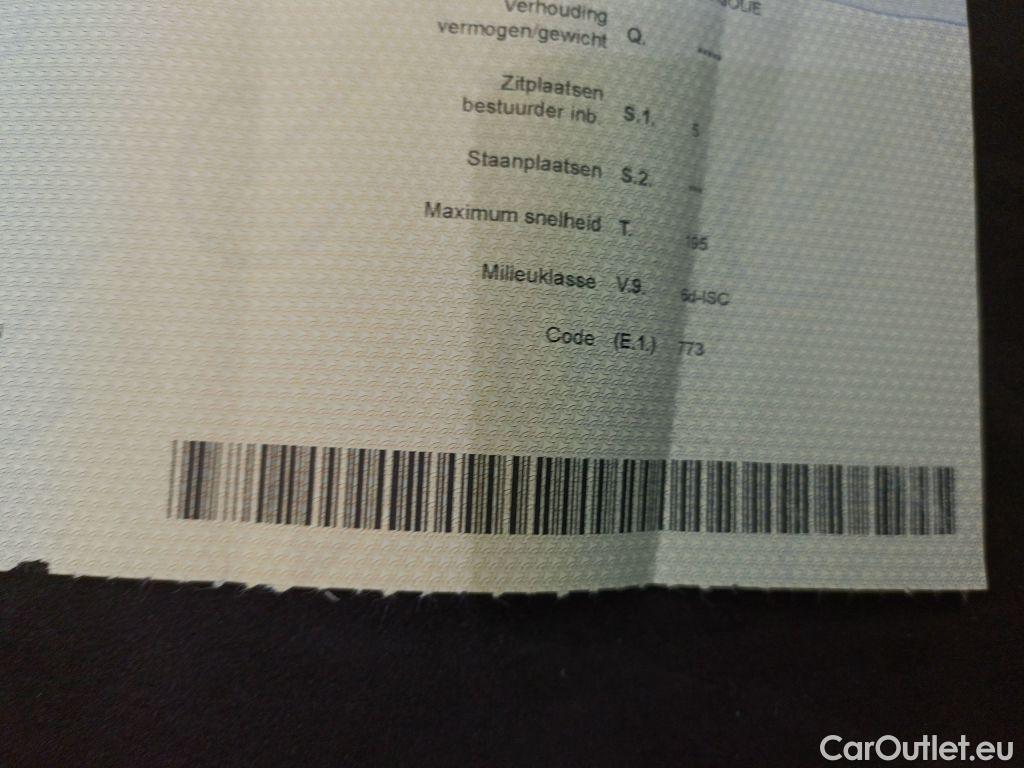 Verhouding
vermogen/gewicht Q. ----
Zitplaatsen
bestuurder inb. S.1. 5
Staanplaatsen S.2. ---
Maximum snelheid T. 195
Milieuklasse V.9. 6d-ISC
Code (E.1.) 773
CarOutlet.eu